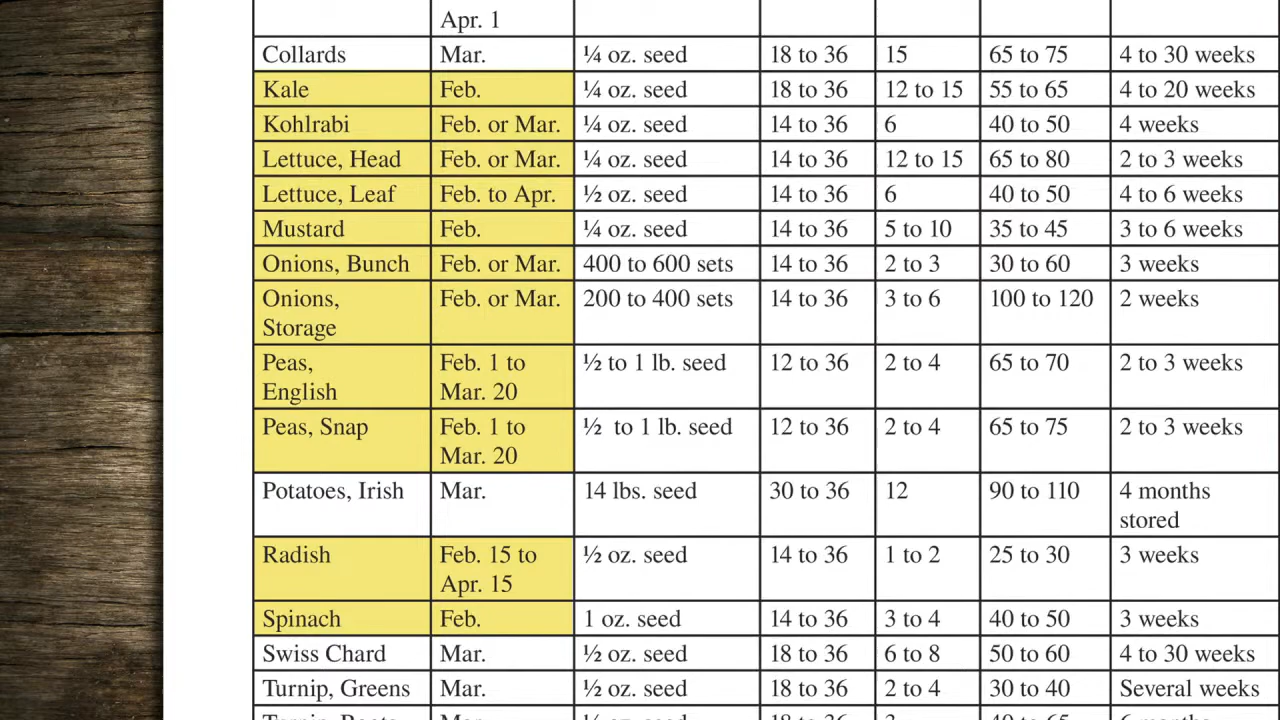 Apr. 1
Collards Mar. ¼ oz. seed 18 to 36 15 65 to 75 4 to 30 weeks
Kale Feb. ¼ oz. seed 18 to 36 12 to 15 55 to 65 4 to 20 weeks
Kohlrabi Feb. or Mar. ¼ oz. seed 14 to 36 6 40 to 50 4 weeks
Lettuce, Head Feb. or Mar. ¼ oz. seed 14 to 36 12 to 15 65 to 80 2 to 3 weeks
Lettuce, Leaf Feb. to Apr. ½ oz. seed 14 to 36 6 40 to 50 4 to 6 weeks
Mustard Feb. ¼ oz. seed 14 to 36 5 to 10 35 to 45 3 to 6 weeks
Onions, Bunch Feb. or Mar. 400 to 600 sets 14 to 36 2 to 3 30 to 60 3 weeks
Onions, Feb. or Mar. 200 to 400 sets 14 to 36 3 to 6 100 to 120 2 weeks
Storage
Peas, Feb. 1 to ½ to 1 lb. seed 12 to 36 2 to 4 65 to 70 2 to 3 weeks
English Mar. 20
Peas, Snap Feb. 1 to ½ to 1 lb. seed 12 to 36 2 to 4 65 to 75 2 to 3 weeks
Mar. 20
Potatoes, Irish Mar. 14 lbs. seed 30 to 36 12 90 to 110 4 months
stored
Radish Feb. 15 to ½ oz. seed 14 to 36 1 to 2 25 to 30 3 weeks
Apr. 15
Spinach Feb. 1 oz. seed 14 to 36 3 to 4 40 to 50 3 weeks
Swiss Chard Mar. ½ oz. seed 18 to 36 6 to 8 50 to 60 4 to 30 weeks
Turnip, Greens Mar. ½ oz. seed 18 to 36 2 to 4 30 to 40 Several weeks